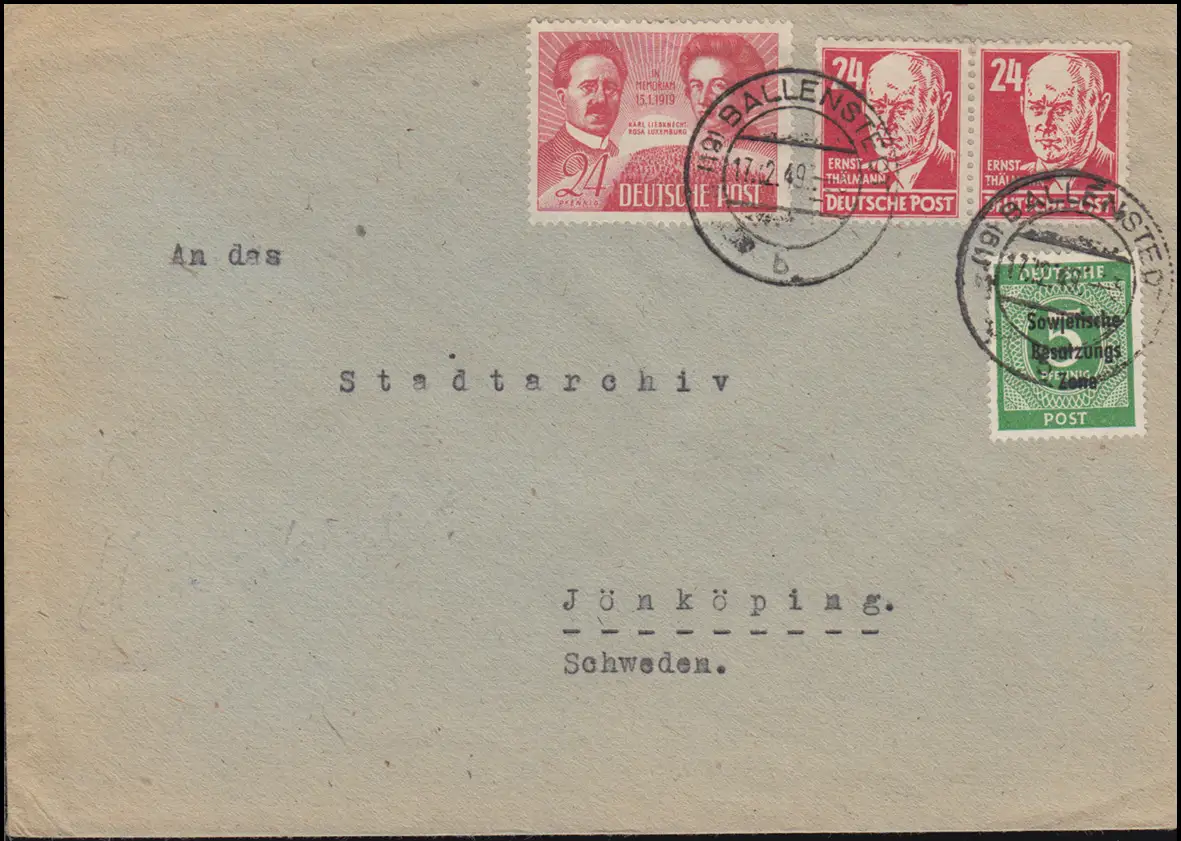 IN
MEMORIAM
15.1.1919
KARL LIEBKNECHT
ROSA LUXEMBURG
24
PFENNIG
DEUTSCHE POST
24
ERNST
THÄLMANN
DEUTSCHE POST
24
ERNST
DEUTSCHE POST
(19) BALLENSTE
17. 2.49
b
(19) BALLENSTED
17
DEUTSCHE
5
PFENNIG
POST
Sowjetische
Besatzungs
Zone
An das
Stadtarchiv
Jönköping.
Schweden.